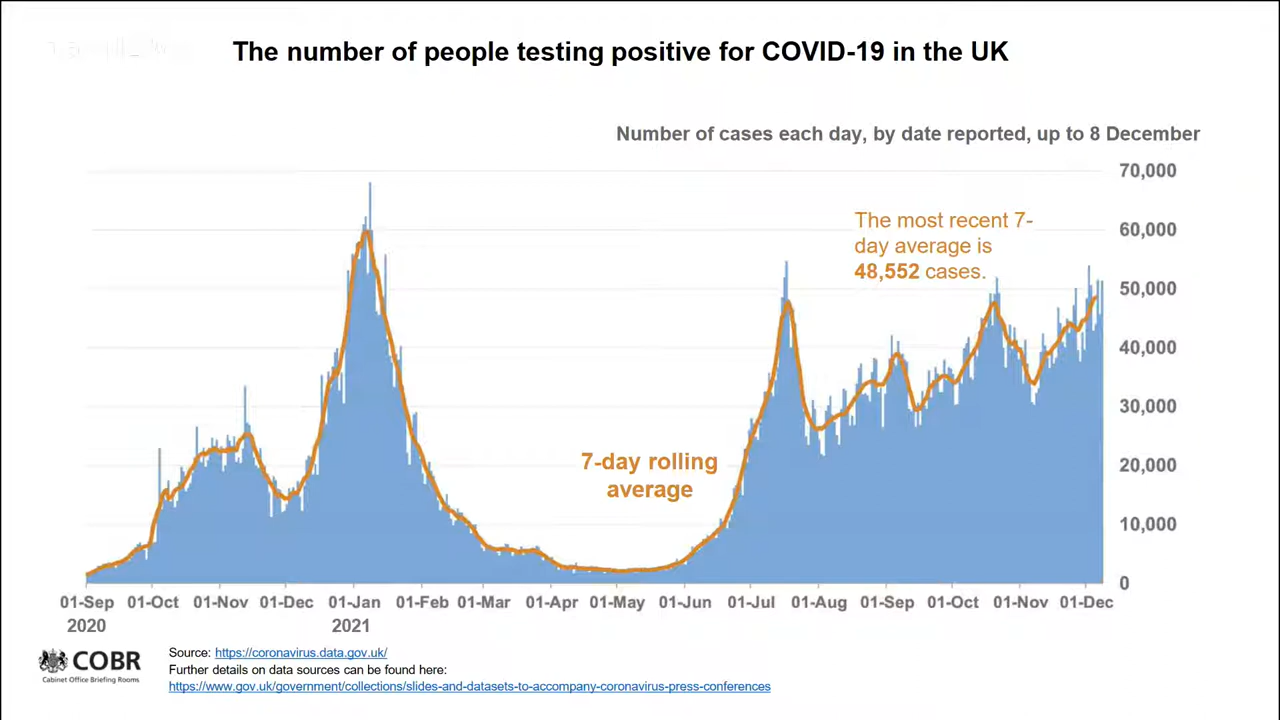 The number of people testing positive for COVID-19 in the UK
Number of cases each day, by date reported, up to 8 December
70,000
The most recent 7-
day average is
48,552 cases.
60,000
50,000
40,000
30,000
7-day rolling
average
20,000
10,000
0
01-Sep 01-Oct 01-Nov 01-Dec 01-Jan 01-Feb 01-Mar 01-Apr 01-May 01-Jun 01-Jul 01-Aug 01-Sep 01-Oct 01-Nov 01-Dec
2020 2021
COBR
Cabinet Office Briefing Rooms
Source: https://coronavirus.data.gov.uk/
Further details on data sources can be found here:
https://www.gov.uk/government/collections/slides-and-datasets-to-accompany-coronavirus-press-conferences